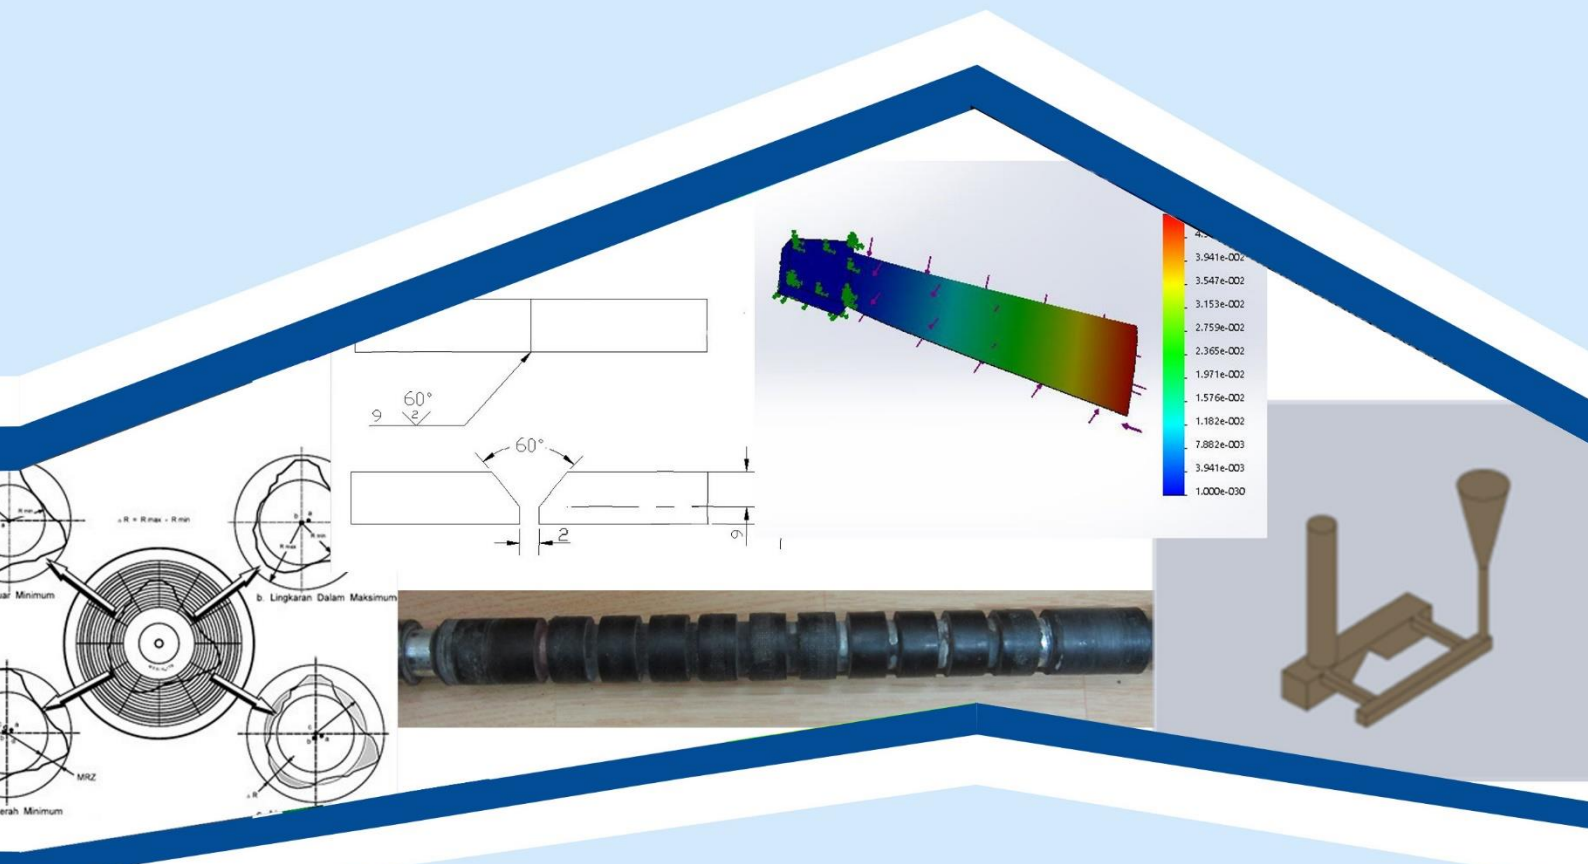 3.941e-002
3.547e-002
3.153e-002
2.759e-002
2.365e-002
1.971e-002
1.576e-002
1.182e-002
7.882e-003
3.941e-003
1.000e-030
60°
9
2
60°
2
9
R = R max - R min
R min
b
a
R max
R min
Minimum
b. Lingkaran Dalam Maksimum
MRZ
R
Minimum